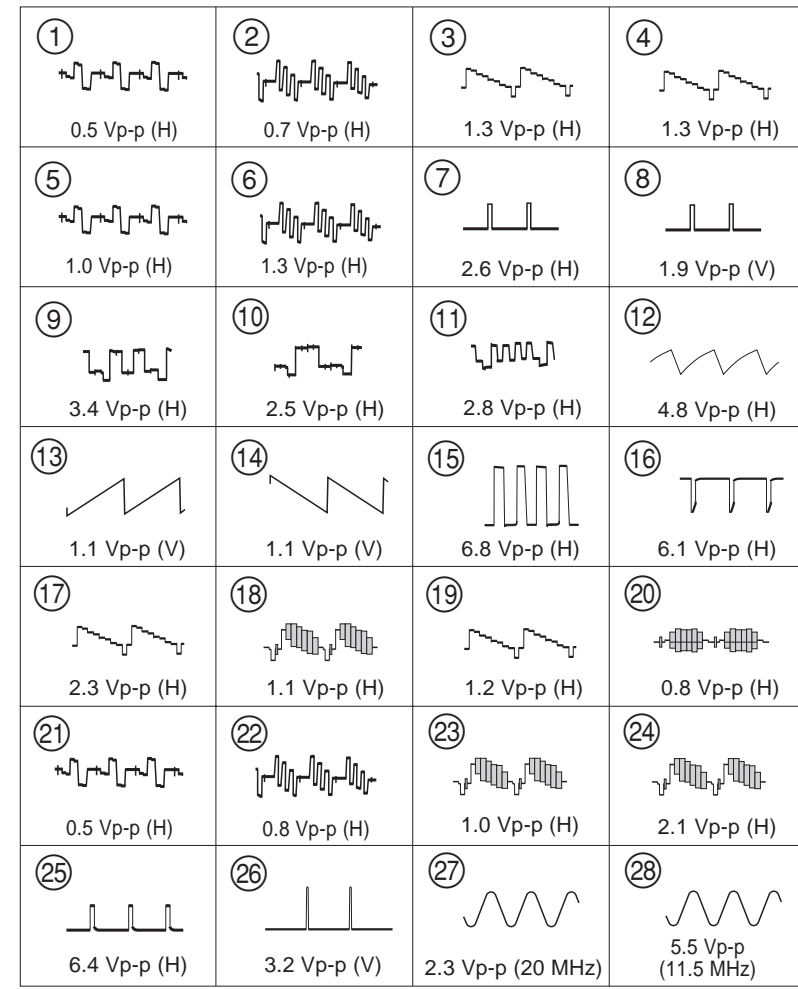 ① ② ③ ④
0.5 Vp-p (H) 0.7 Vp-p (H) 1.3 Vp-p (H) 1.3 Vp-p (H)
⑤ ⑥ ⑦ ⑧
1.0 Vp-p (H) 1.3 Vp-p (H) 2.6 Vp-p (H) 1.9 Vp-p (V)
⑨ ⑩ ⑪ ⑫
3.4 Vp-p (H) 2.5 Vp-p (H) 2.8 Vp-p (H) 4.8 Vp-p (H)
⑬ ⑭ ⑮ ⑯
1.1 Vp-p (V) 1.1 Vp-p (V) 6.8 Vp-p (H) 6.1 Vp-p (H)
⑰ ⑱ ⑲ ⑳
2.3 Vp-p (H) 1.1 Vp-p (H) 1.2 Vp-p (H) 0.8 Vp-p (H)
㉑ ㉒ ㉓ ㉔
0.5 Vp-p (H) 0.8 Vp-p (H) 1.0 Vp-p (H) 2.1 Vp-p (H)
㉕ ㉖ ㉗ ㉘
6.4 Vp-p (H) 3.2 Vp-p (V) 2.3 Vp-p (20 MHz) 5.5 Vp-p
(11.5 MHz)